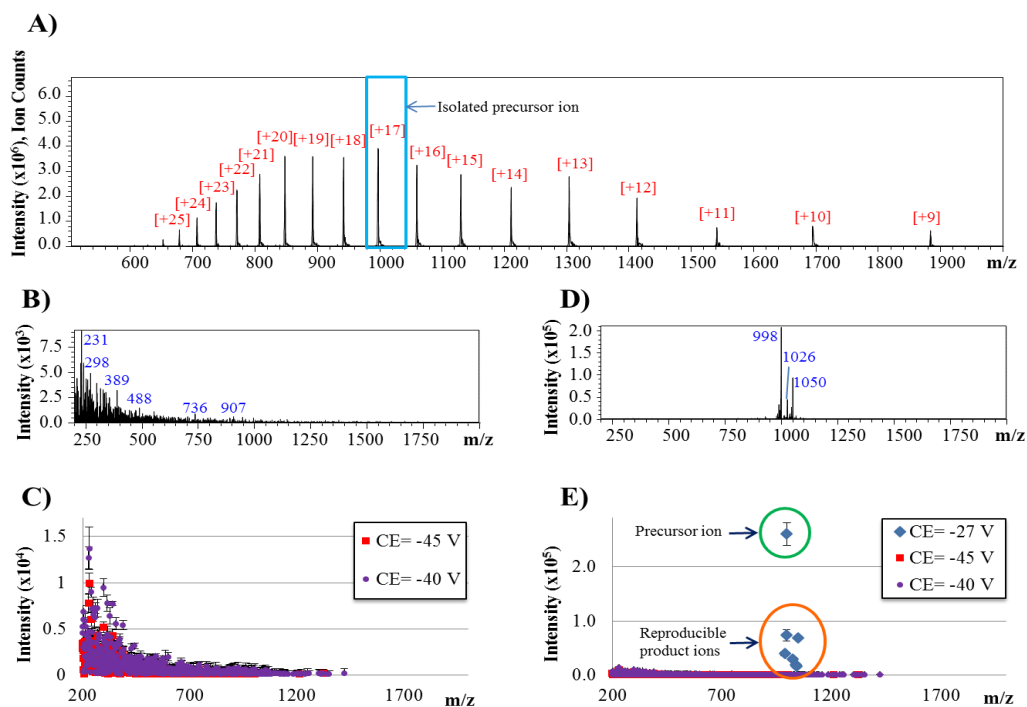 A)
Intensity (x10⁶), Ion Counts
6.0
5.0
4.0
3.0
2.0
1.0
0.0
Isolated precursor ion
[+25]
[+24]
[+23]
[+22]
[+21]
[+20]
[+19]
[+18]
[+17]
[+16]
[+15]
[+14]
[+13]
[+12]
[+11]
[+10]
[+9]
600 700 800 900 1000 1100 1200 1300 1400 1500 1600 1700 1800 1900 m/z
B)
Intensity (x10³)
7.5
5.0
2.5
0.0
231
298
389
488
736
907
250 500 750 1000 1250 1500 1750 m/z
D)
Intensity (x10⁵)
2.0
1.5
1.0
0.5
0.0
998
1026
1050
250 500 750 1000 1250 1500 1750 m/z
C)
Intensity (x10⁴)
1.5
1
0.5
0
CE= -45 V
CE= -40 V
200 700 1200 1700 m/z
E)
Intensity (x10⁵)
2.0
1.0
0.0
Precursor ion
Reproducible
product ions
CE= -27 V
CE= -45 V
CE= -40 V
200 700 1200 1700 m/z